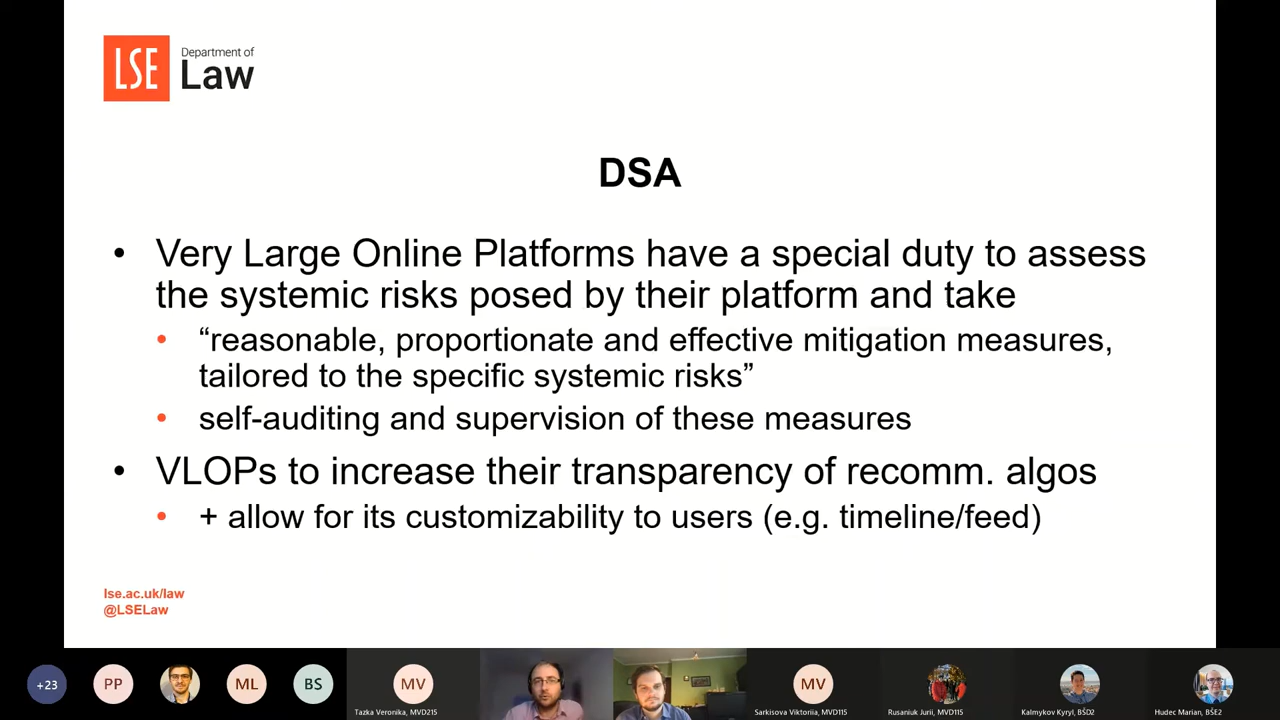 LSE
Department of
Law
DSA
• Very Large Online Platforms have a special duty to assess
the systemic risks posed by their platform and take
• “reasonable, proportionate and effective mitigation measures,
tailored to the specific systemic risks”
• self-auditing and supervision of these measures
• VLOPs to increase their transparency of recomm. algos
• + allow for its customizability to users (e.g. timeline/feed)
lse.ac.uk/law
@LSELaw
+23
PP
ML
BS
MV
Tazka Veronika, MVD215
MV
Sarkisova Viktoriia, MVD115
Rusaniuk Jurii, MVD115
Kalmykov Kyryl, BŠD2
Hudec Marian, BŠE2